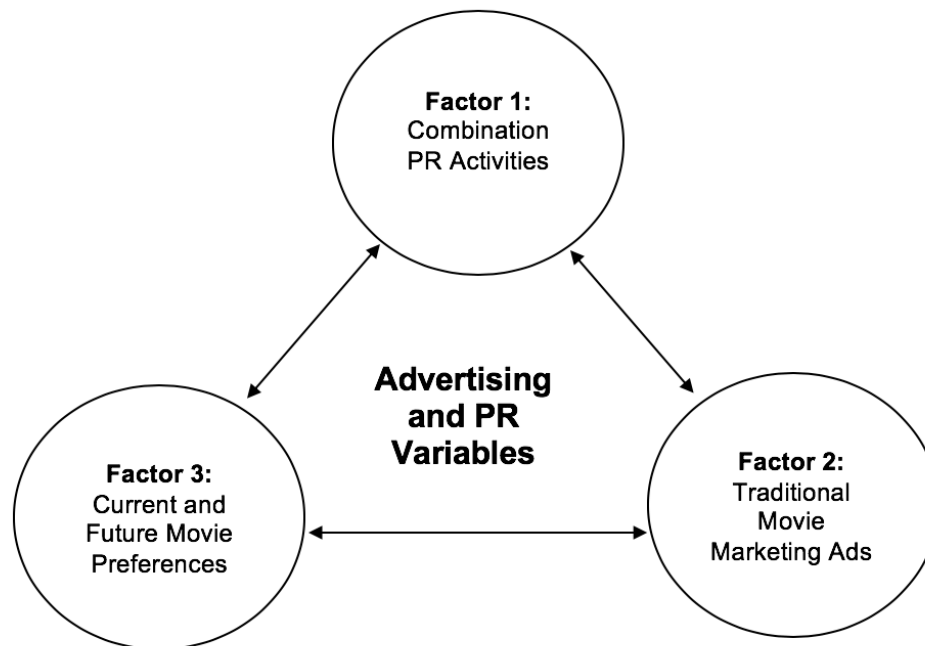 Factor 1:
Combination
PR Activities
Advertising
and PR
Variables
Factor 3:
Current and
Future Movie
Preferences
Factor 2:
Traditional
Movie
Marketing Ads